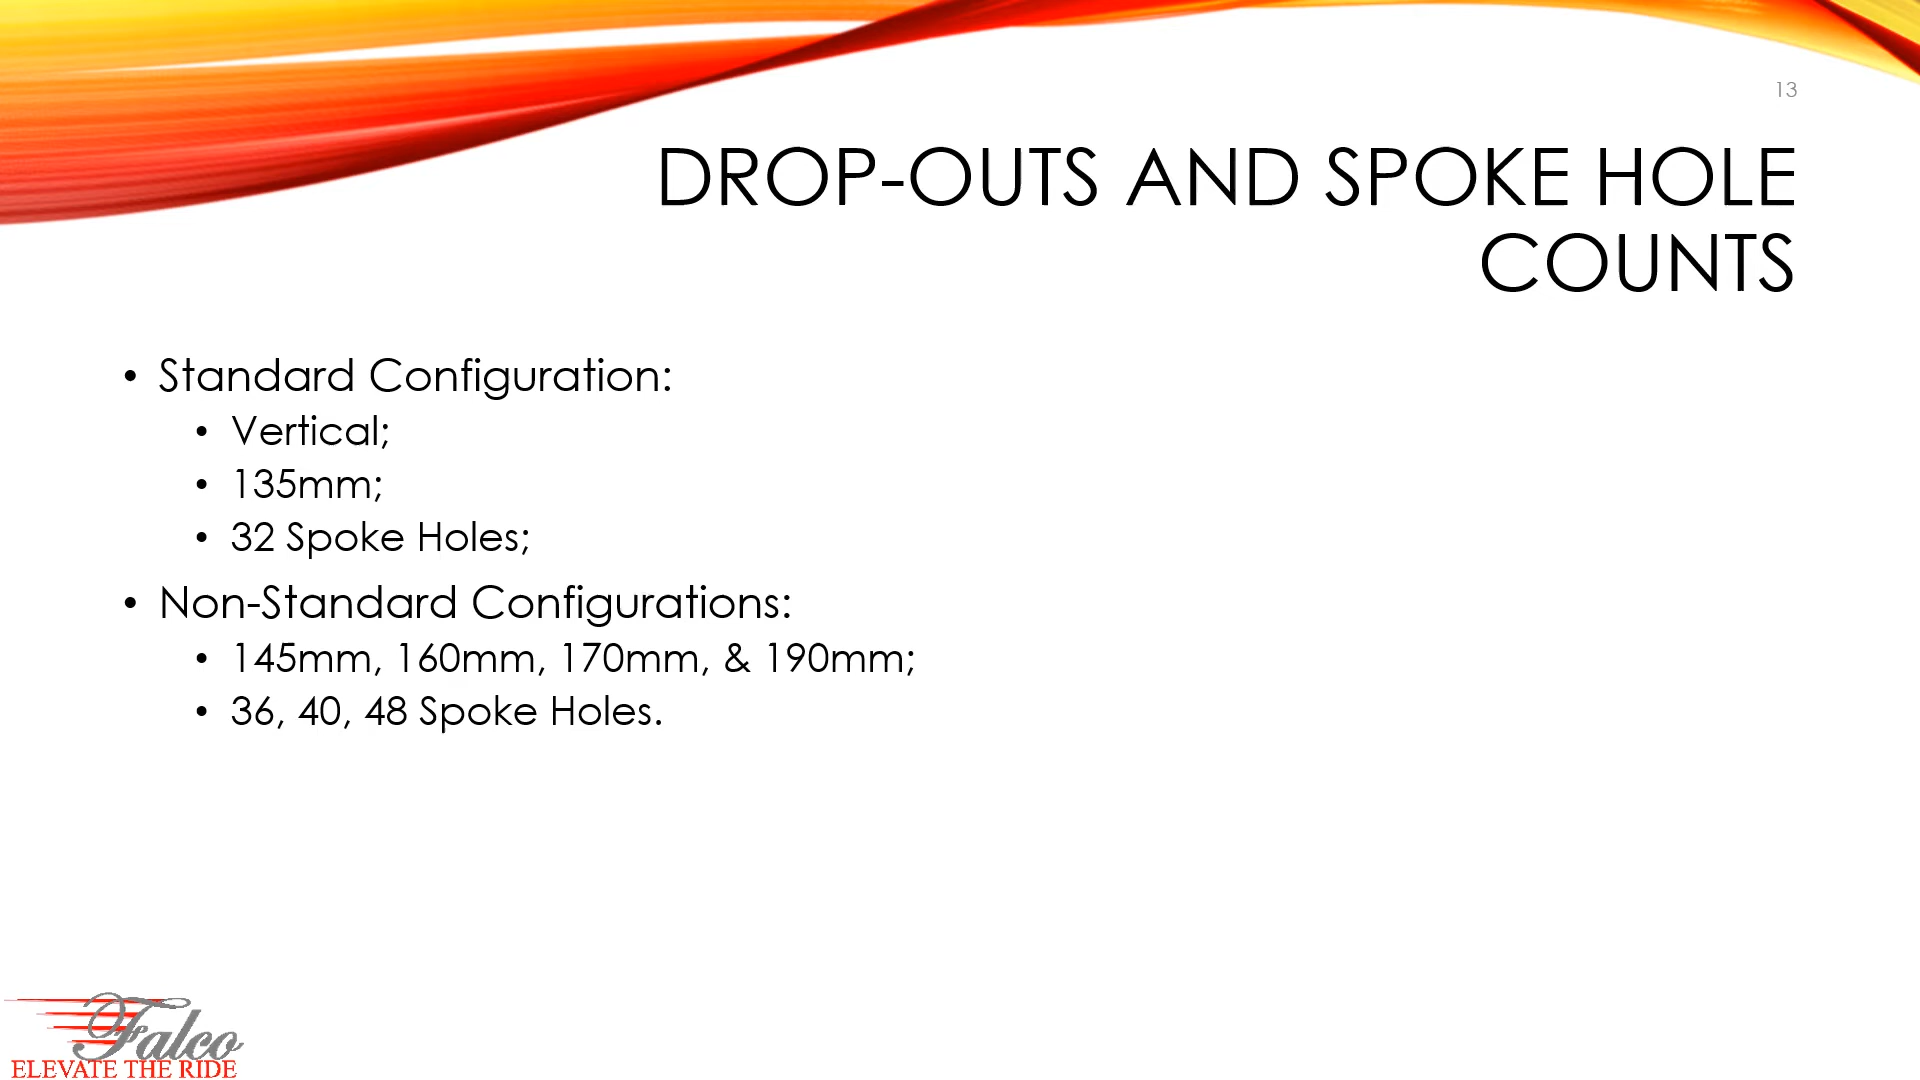 13
DROP-OUTS AND SPOKE HOLE
COUNTS
• Standard Configuration:
• Vertical;
• 135mm;
• 32 Spoke Holes;
• Non-Standard Configurations:
• 145mm, 160mm, 170mm, & 190mm;
• 36, 40, 48 Spoke Holes.
Falco
ELEVATE THE RIDE